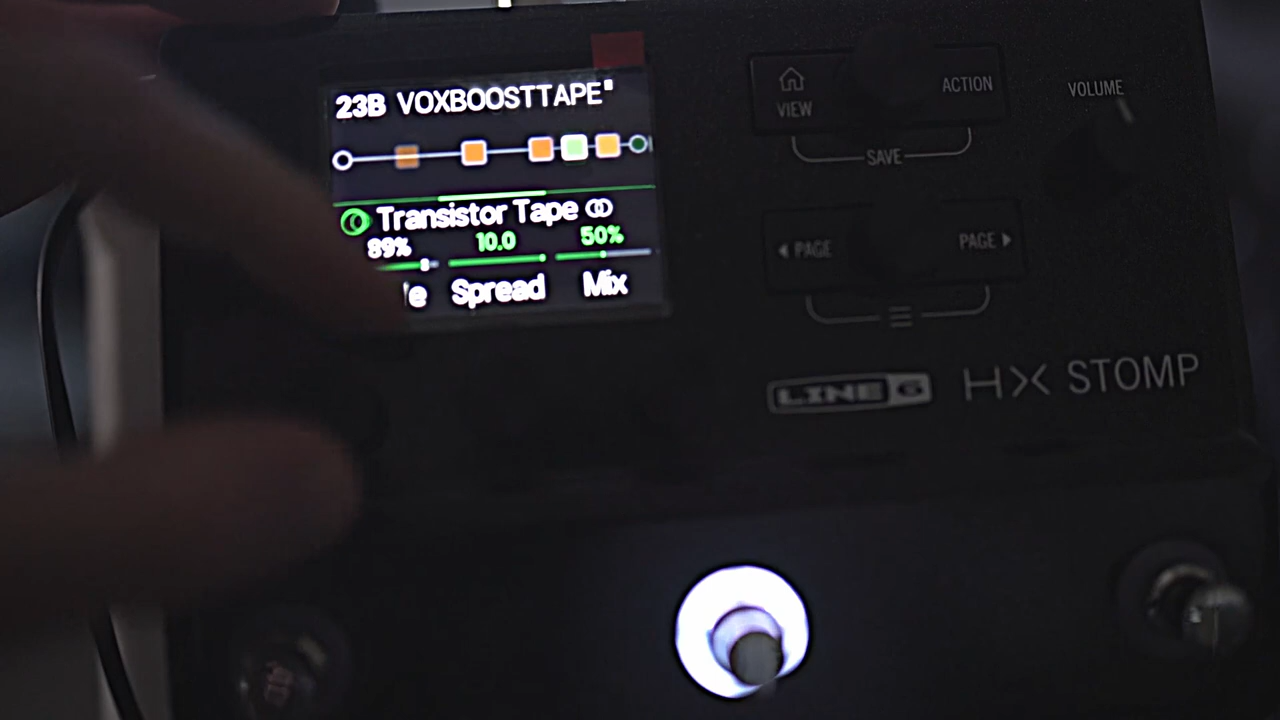 23B VOXBOOSTTAPE
Transistor Tape
89% 10.0 50%
Spread Mix
VIEW
ACTION
SAVE
VOLUME
PAGE
PAGE
LINE 6 HX STOMP